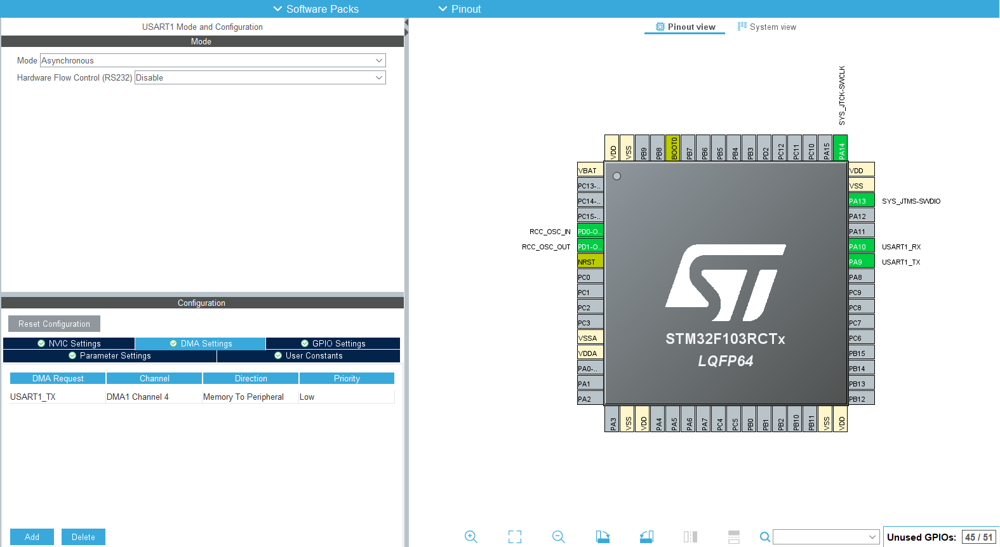 Software Packs
Pinout
USART1 Mode and Configuration
Mode
Mode Asynchronous
Hardware Flow Control (RS232) Disable
Configuration
Reset Configuration
NVIC Settings
DMA Settings
GPIO Settings
Parameter Settings
User Constants
DMA Request Channel Direction Priority
USART1_TX DMA1 Channel 4 Memory To Peripheral Low
Add
Delete
Pinout view
System view
SYS_JTCK-SWCLK
VDD
VSS
PB9
PB8
BOOT0
PB7
PB6
PB5
PB4
PB3
PD2
PC12
PC11
PC10
PA15
PA14
VBAT
PC13-..
PC14-..
PC15-..
RCC_OSC_IN PD0-O..
RCC_OSC_OUT PD1-O..
NRST
PC0
PC1
PC2
PC3
VSSA
VDDA
PA0-..
PA1
PA2
ST
STM32F103RCTx
LQFP64
VDD
VSS
PA13 SYS_JTMS-SWDIO
PA12
PA11
PA10 USART1_RX
PA9 USART1_TX
PA8
PC9
PC8
PC7
PC6
PB15
PB14
PB13
PB12
PA3
VSS
VDD
PA4
PA5
PA6
PA7
PC4
PC5
PB0
PB1
PB2
PB10
PB11
VSS
VDD
Unused GPIOs: 45 / 51